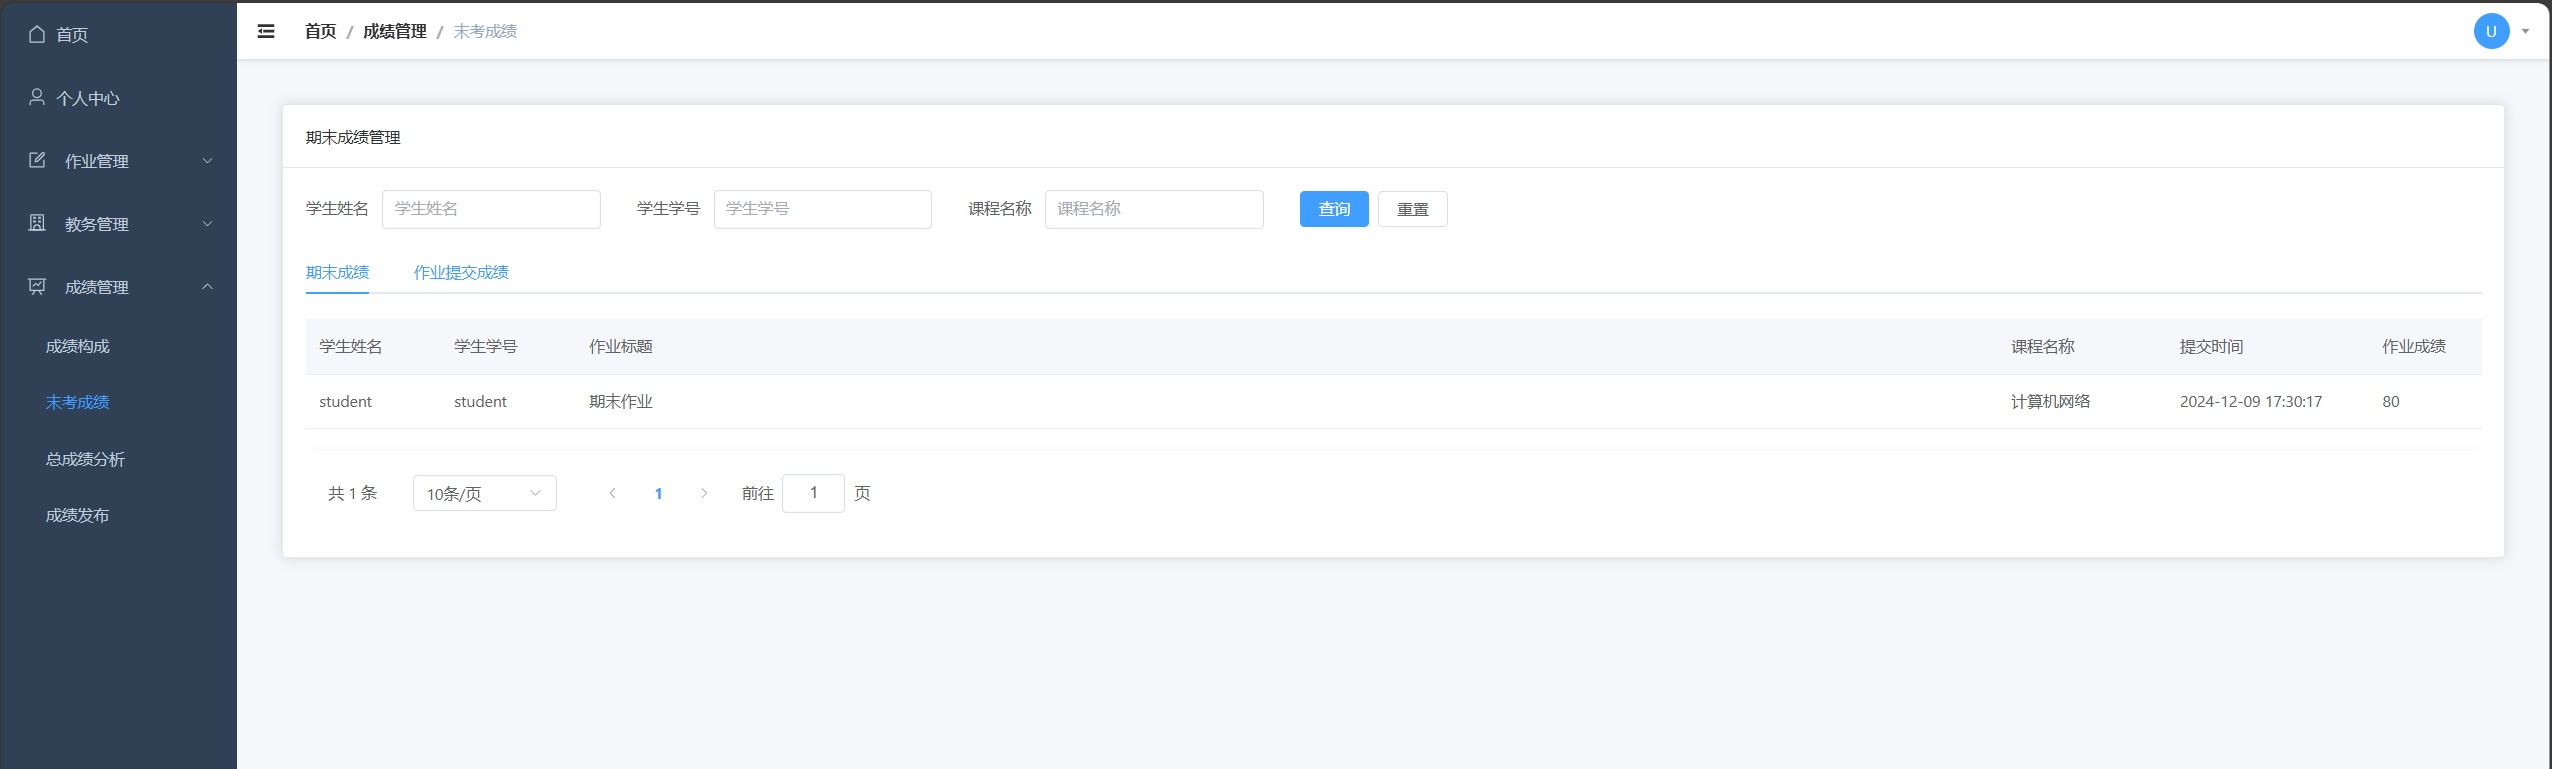 首页
个人中心
作业管理
教务管理
成绩管理
成绩构成
末考成绩
总成绩分析
成绩发布
首页 / 成绩管理 / 末考成绩
U
期末成绩管理
学生姓名 学生姓名 学生学号 学生学号 课程名称 课程名称 查询 重置
期末成绩 作业提交成绩
学生姓名 学生学号 作业标题 课程名称 提交时间 作业成绩
student student 期末作业 计算机网络 2024-12-09 17:30:17 80
共 1 条 10条/页 1 前往 1 页